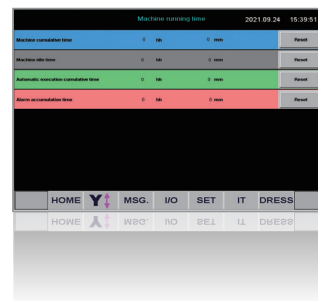 Machine running time 2021.09.24 15:39:51
Machine cumulative time 0 hh 0 mm Reset
Machine idle time 0 hh 0 mm Reset
Automatic execution cumulative time 0 hh 0 mm Reset
Alarm accumulation time 0 hh 0 mm Reset
HOME Y MSG. I/O SET IT DRESS